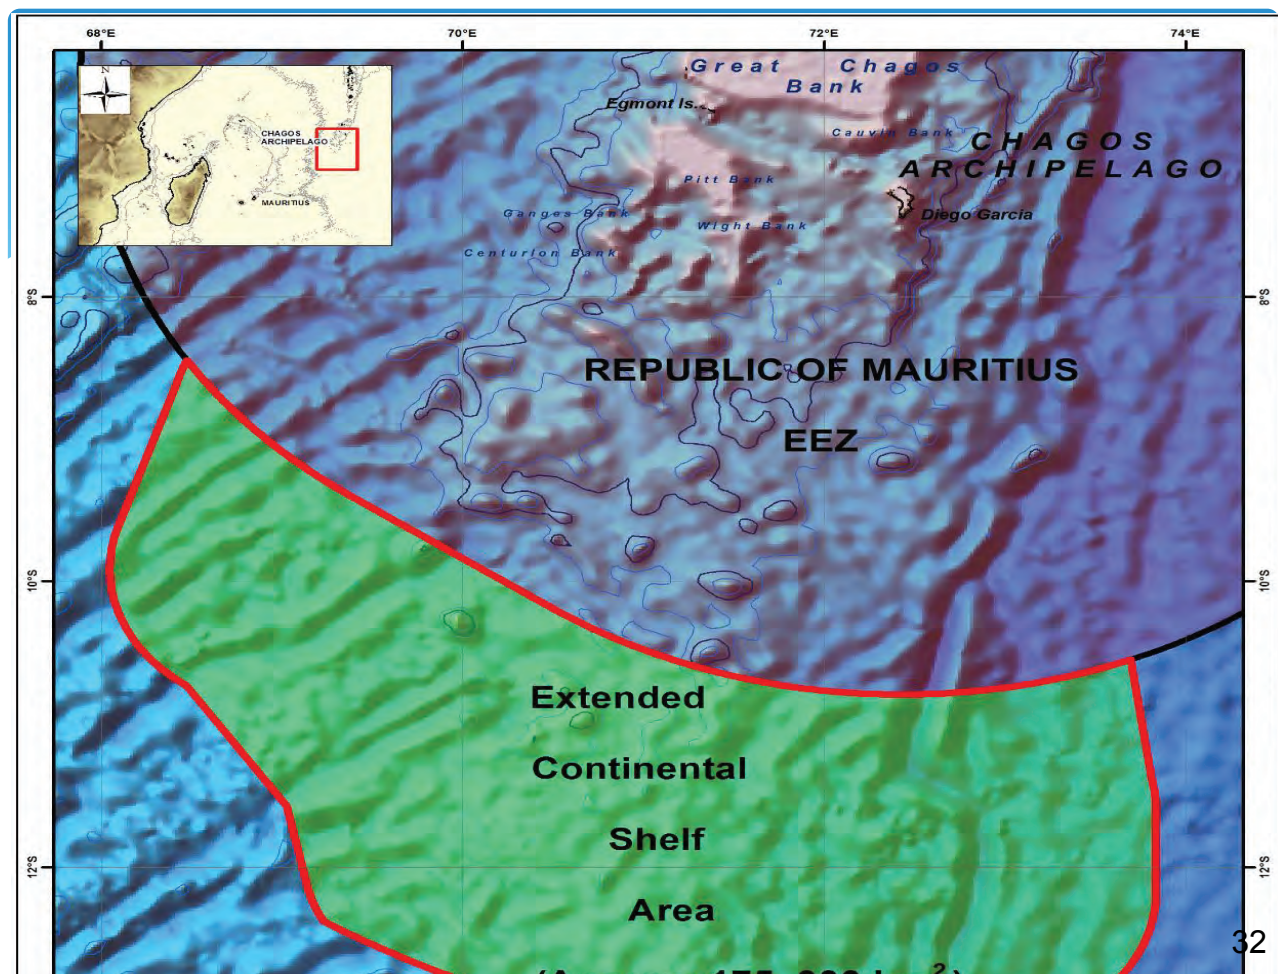 68°E
70°E
72°E
74°E
N
CHAGOS
ARCHIPELAGO
MAURITIUS
Great Chagos
Bank
Egmont Is.
Cauvin Bank
CHAGOS
ARCHIPELAGO
Pitt Bank
Ganges Bank
Wight Bank
Diego Garcia
Centurion Bank
8°S
8°S
REPUBLIC OF MAURITIUS
EEZ
10°S
10°S
Extended
Continental
Shelf
12°S
12°S
Area
32